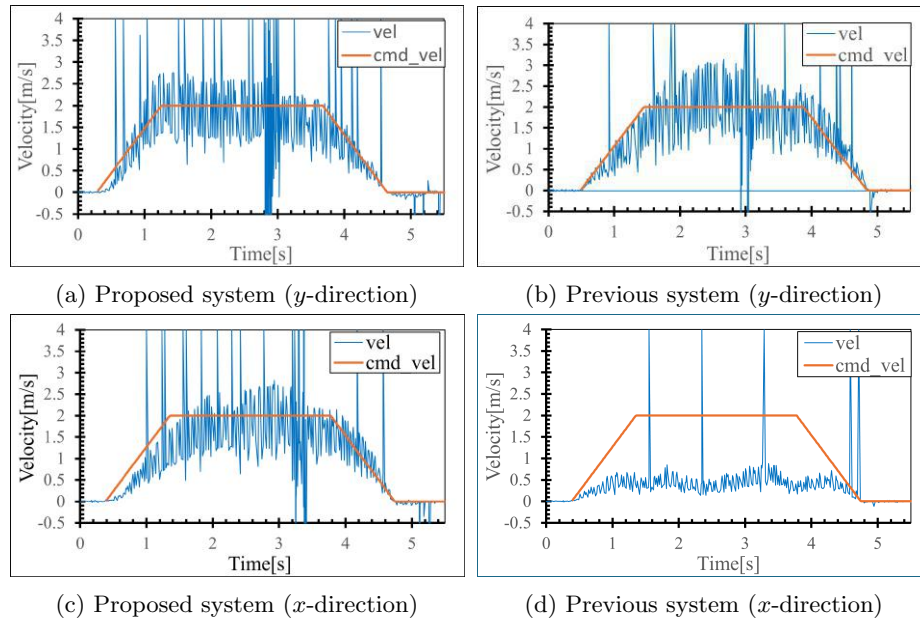 4
3.5
3
2.5
2
1.5
1
0.5
0
-0.5
Velocity[m/s]
vel
cmd_vel
0 1 2 3 4 5
Time[s]
(a) Proposed system (y-direction)
4
3.5
3
2.5
2
1.5
1
0.5
0
-0.5
Velocity[m/s]
vel
cmd_vel
0 1 2 3 4 5
Time[s]
(b) Previous system (y-direction)
4
3.5
3
2.5
2
1.5
1
0.5
0
-0.5
Velocity[m/s]
vel
cmd_vel
0 1 2 3 4 5
Time[s]
(c) Proposed system (x-direction)
4
3.5
3
2.5
2
1.5
1
0.5
0
-0.5
Velocity[m/s]
vel
cmd_vel
0 1 2 3 4 5
Time[s]
(d) Previous system (x-direction)